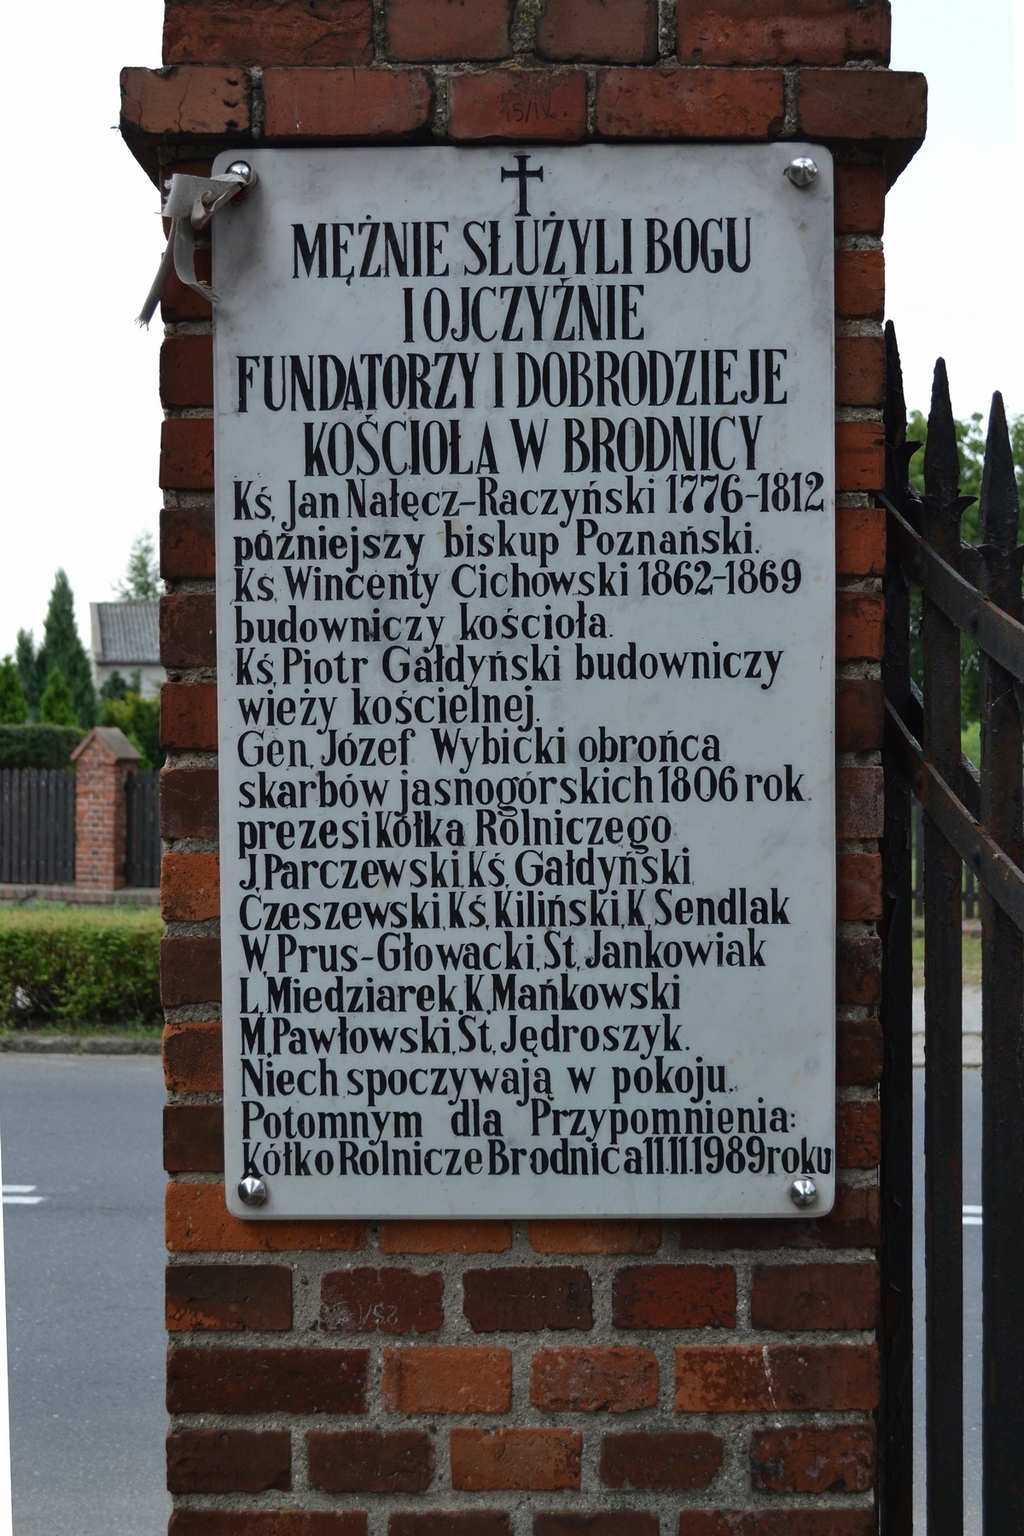 MĘŻNIE SŁUŻYLI BOGU
I OJCZYŹNIE
FUNDATORZY I DOBRODZIEJE
KOŚCIOŁA W BRODNICY
Kś. Jan Nałęcz-Raczyński 1776-1812
późniejszy biskup Poznański.
Kś. Wincenty Cichowski 1862-1869
budowniczy kościoła.
Kś. Piotr Gałdyński budowniczy
wieży kościelnej.
Gen. Józef Wybicki obrońca
skarbów jasnogórskich 1806 rok.
prezesi Kółka Rolniczego
J. Parczewski, Kś. Gałdyński
Czeszewski, Kś. Kiliński, K. Sendlak
W. Prus-Głowacki, St. Jankowiak
L. Miedziarek, K. Mańkowski
M. Pawłowski, St. Jędroszyk.
Niech spoczywają w pokoju.
Potomnym dla Przypomnienia:
Kółko Rolnicze Brodnica 11.11.1989 roku